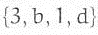 {3, b, 1, d}